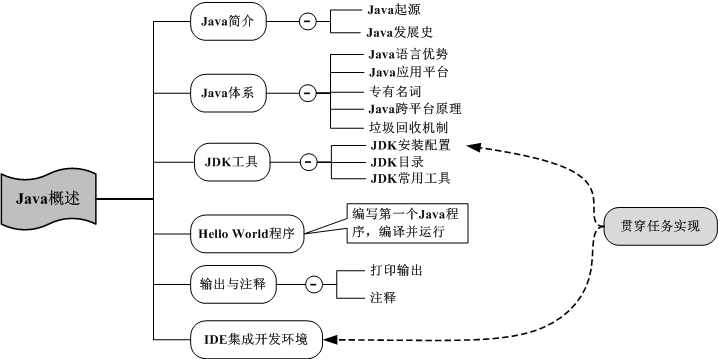 Java概述
Java简介
Java起源
Java发展史
Java体系
Java语言优势
Java应用平台
专有名词
Java跨平台原理
垃圾回收机制
JDK工具
JDK安装配置
JDK目录
JDK常用工具
Hello World程序
编写第一个Java程
序，编译并运行
输出与注释
打印输出
注释
IDE集成开发环境
贯穿任务实现